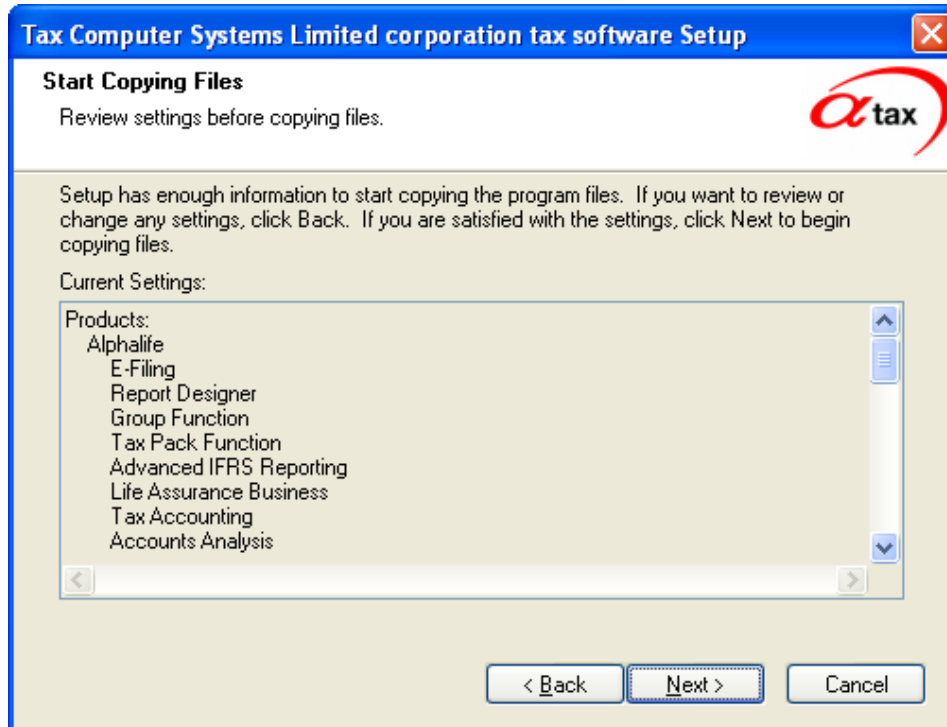 Tax Computer Systems Limited corporation tax software Setup
Start Copying Files
Review settings before copying files.
α tax
Setup has enough information to start copying the program files.  If you want to review or
change any settings, click Back.  If you are satisfied with the settings, click Next to begin
copying files.
Current Settings:
Products:
Alphalife
E-Filing
Report Designer
Group Function
Tax Pack Function
Advanced IFRS Reporting
Life Assurance Business
Tax Accounting
Accounts Analysis
< Back
Next >
Cancel